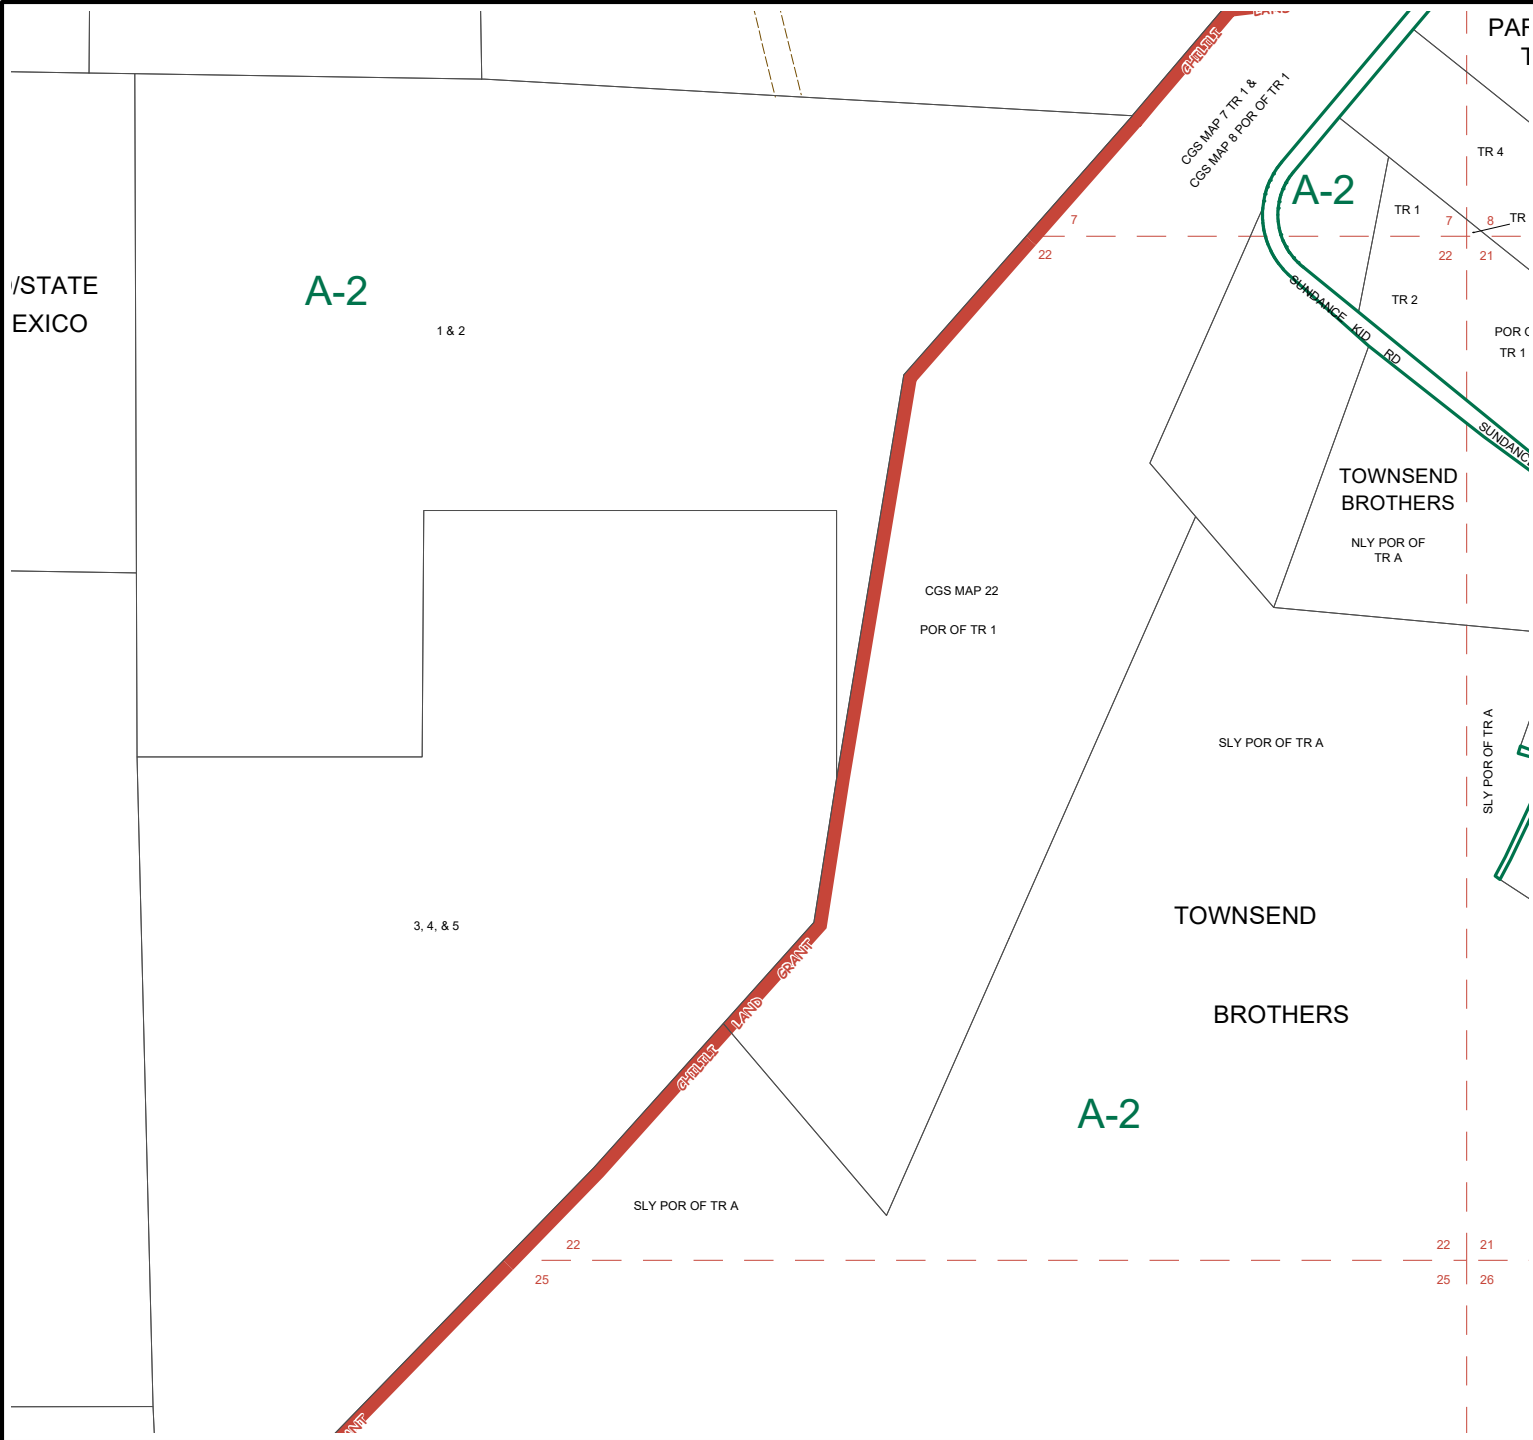 CHILILI
CGS MAP 7 TR 1 &
CGS MAP 8 POR OF TR 1
A-2
TR 4
TR 1
7
8
TR
7
22
22
21
/STATE
EXICO
A-2
1 & 2
SUNDANCE KID RD
TR 2
POR
TR 1
SUNDANCE
TOWNSEND
BROTHERS
NLY POR OF
TR A
CGS MAP 22
POR OF TR 1
SLY POR OF TR A
SLY POR OF TR A
3, 4, & 5
TOWNSEND
BROTHERS
CHILILI LAND GRANT
A-2
SLY POR OF TR A
22
25
22
21
25
26